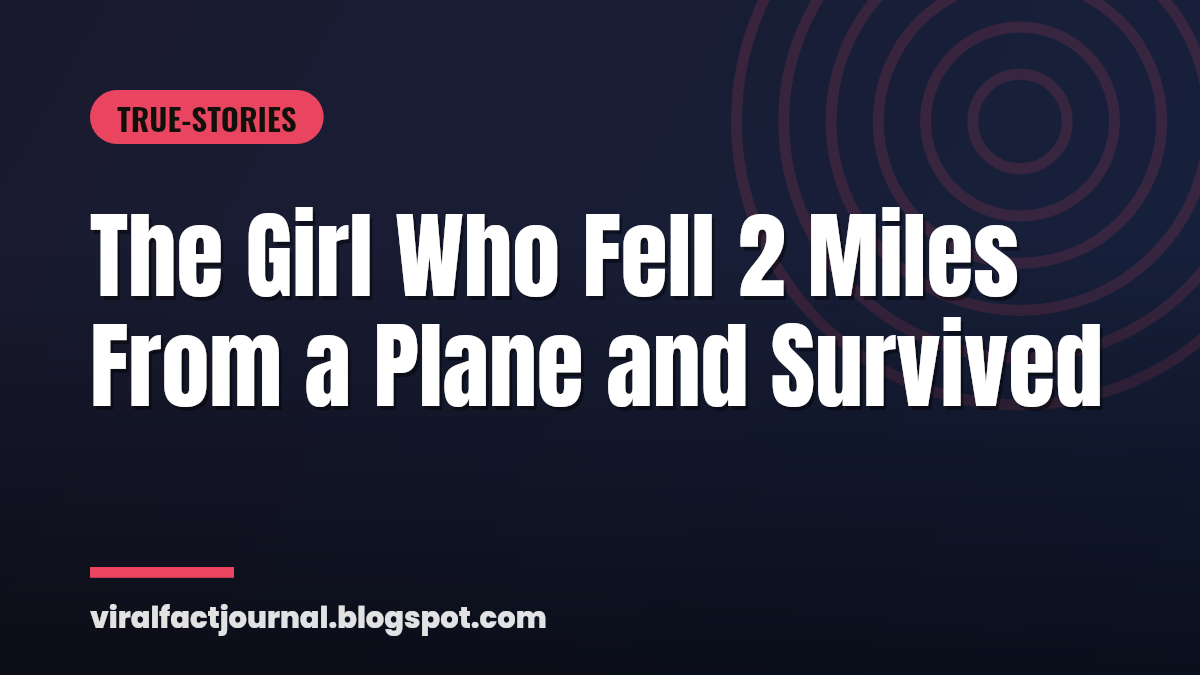 TRUE-STORIES
The Girl Who Fell 2 Miles
From a Plane and Survived
viralfactjournal.blogspot.com